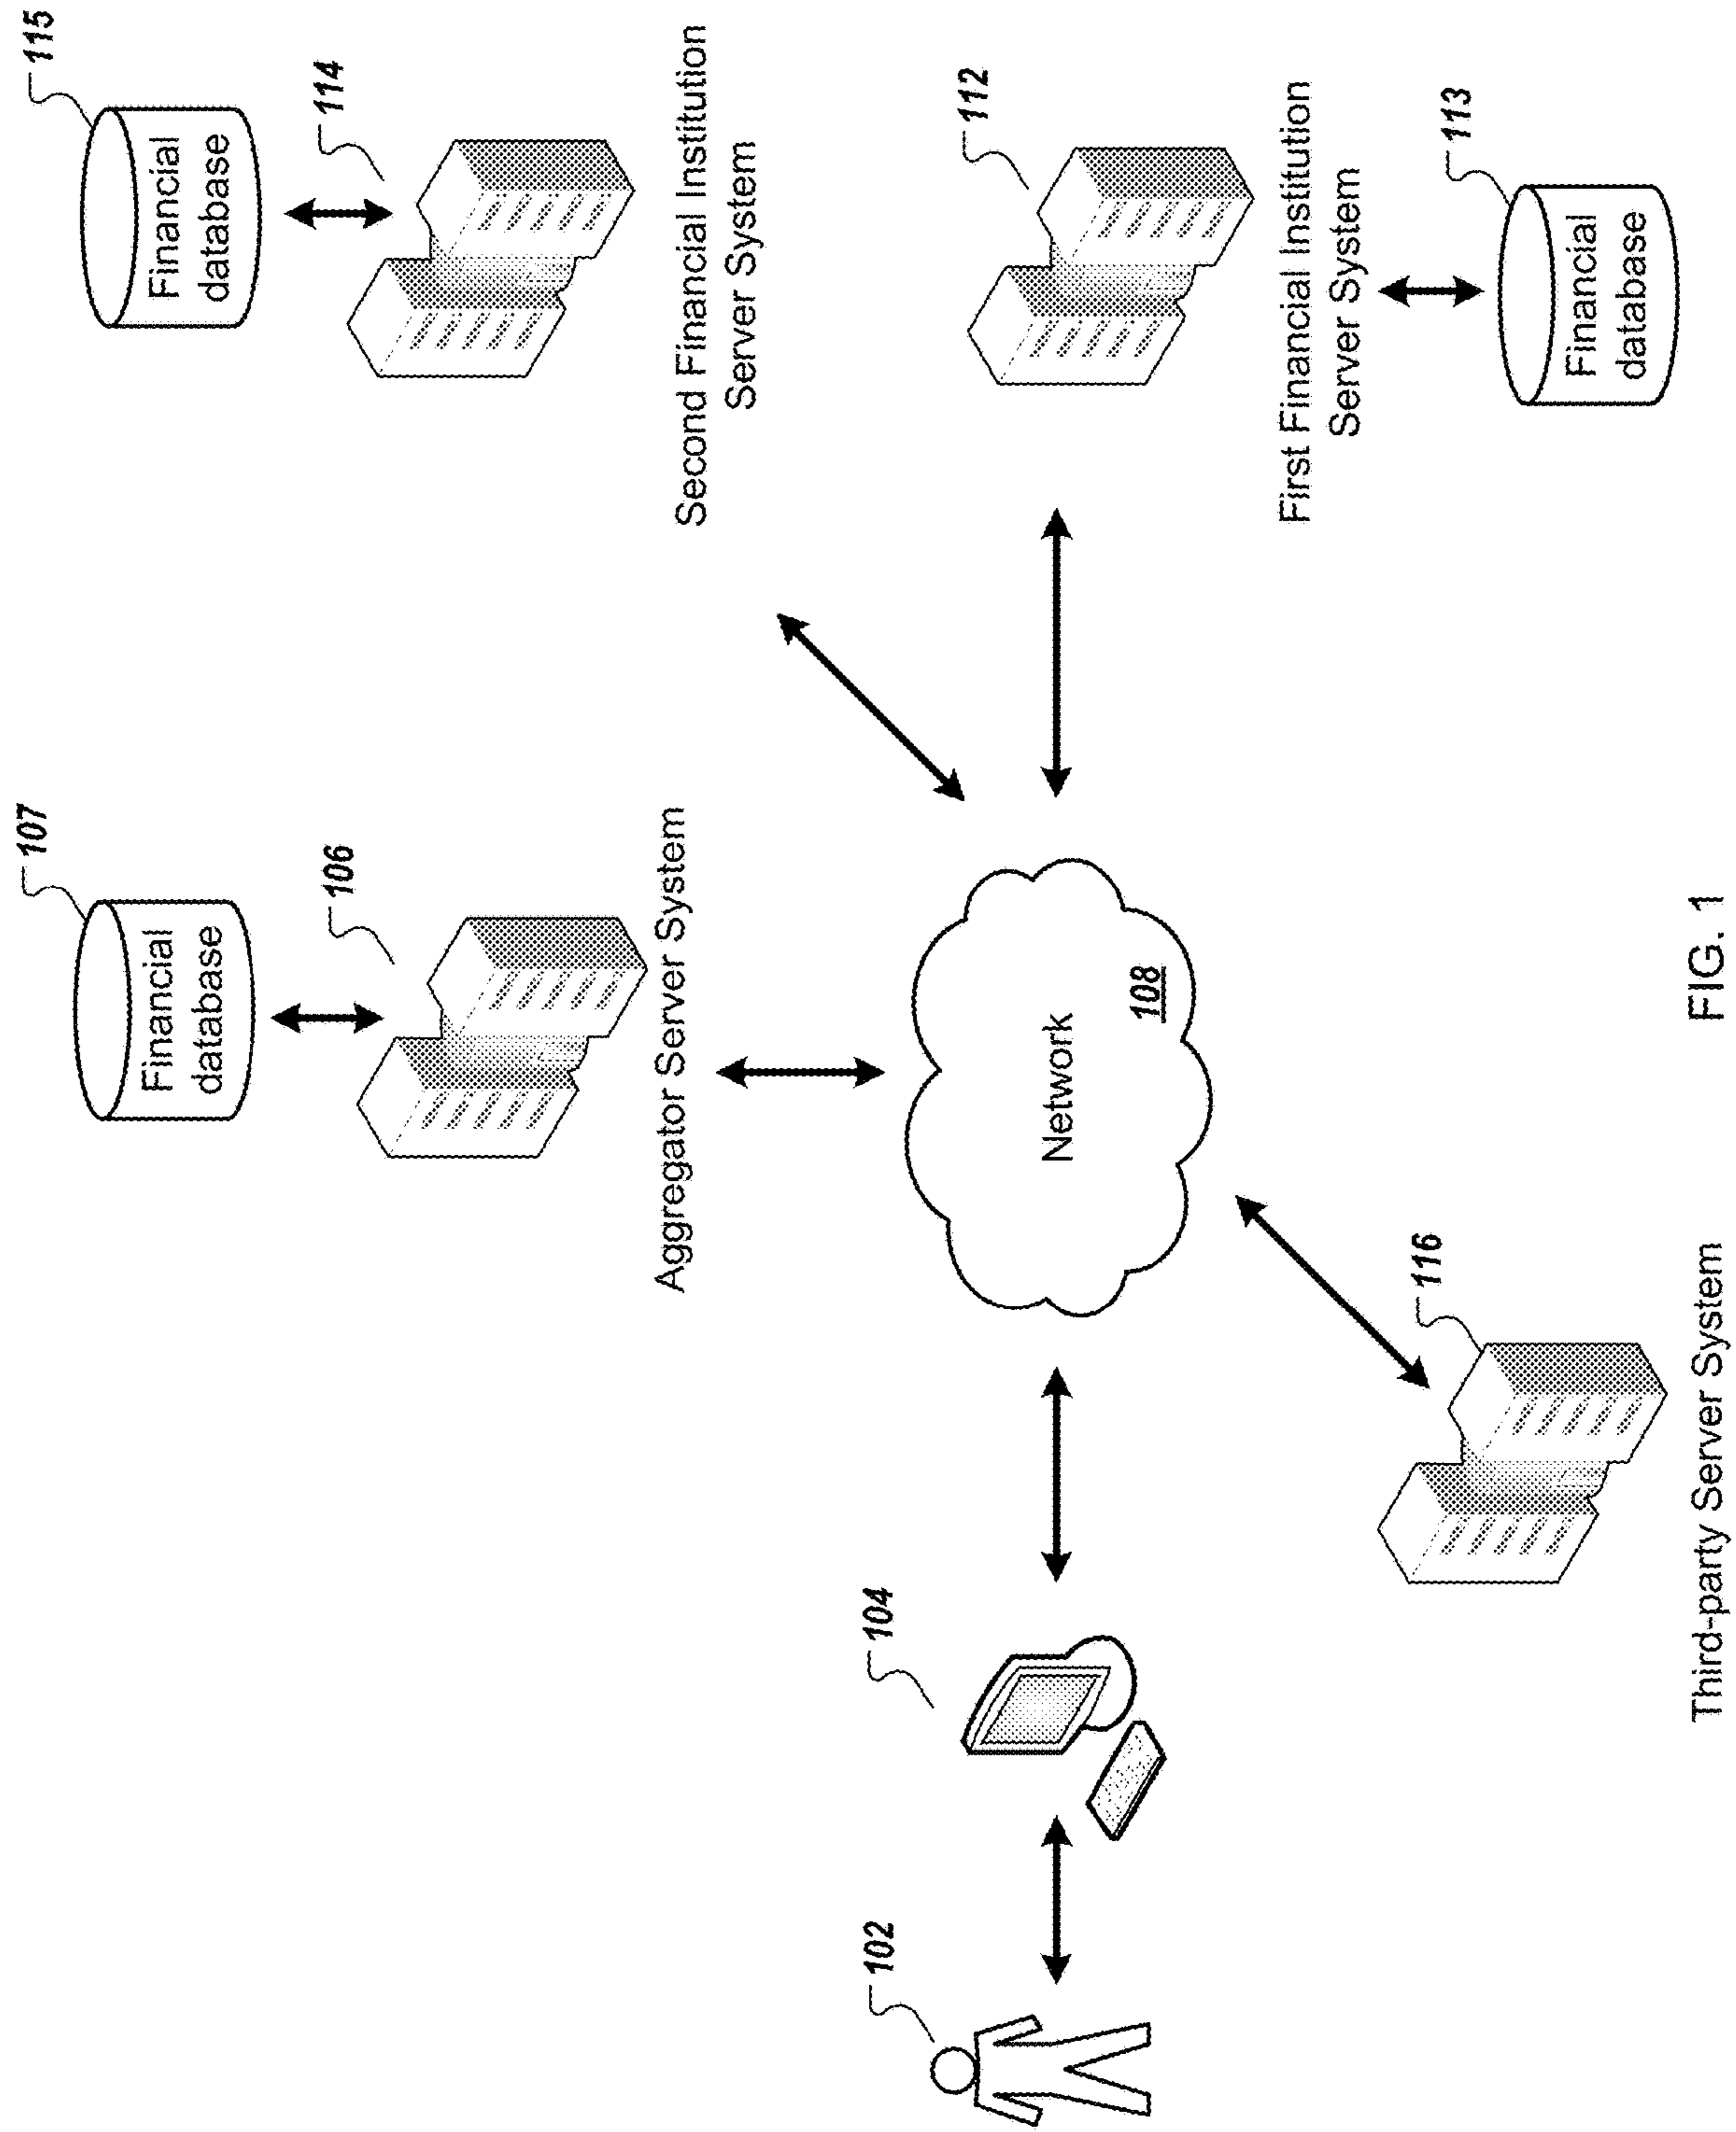 107
Financial
database
106
Aggregator Server System
115
Financial
database
114
Second Financial Institution
Server System
102
104
Network
108
112
First Financial Institution
Server System
113
Financial
database
116
Third-party Server System
FIG. 1